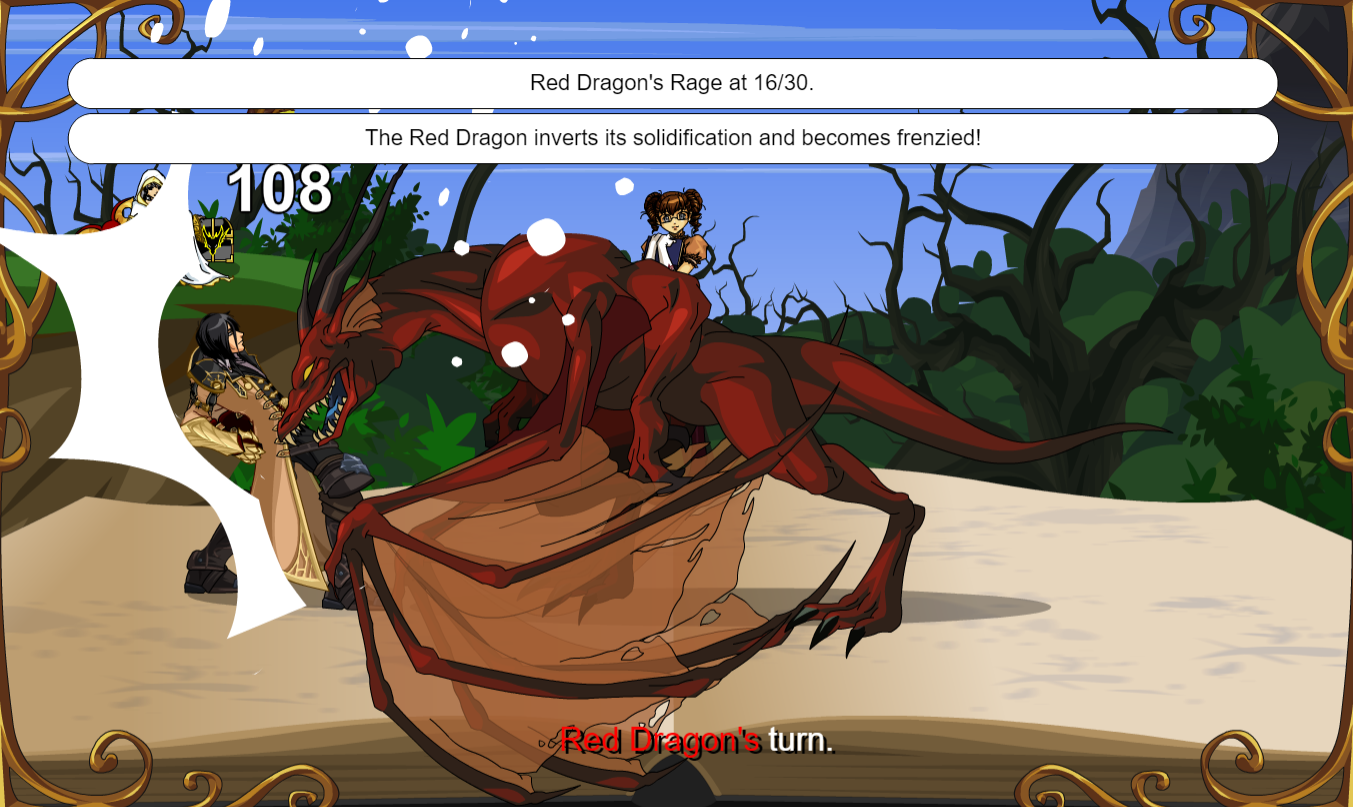 Red Dragon's Rage at 16/30.
The Red Dragon inverts its solidification and becomes frenzied!
108
Red Dragon's turn.